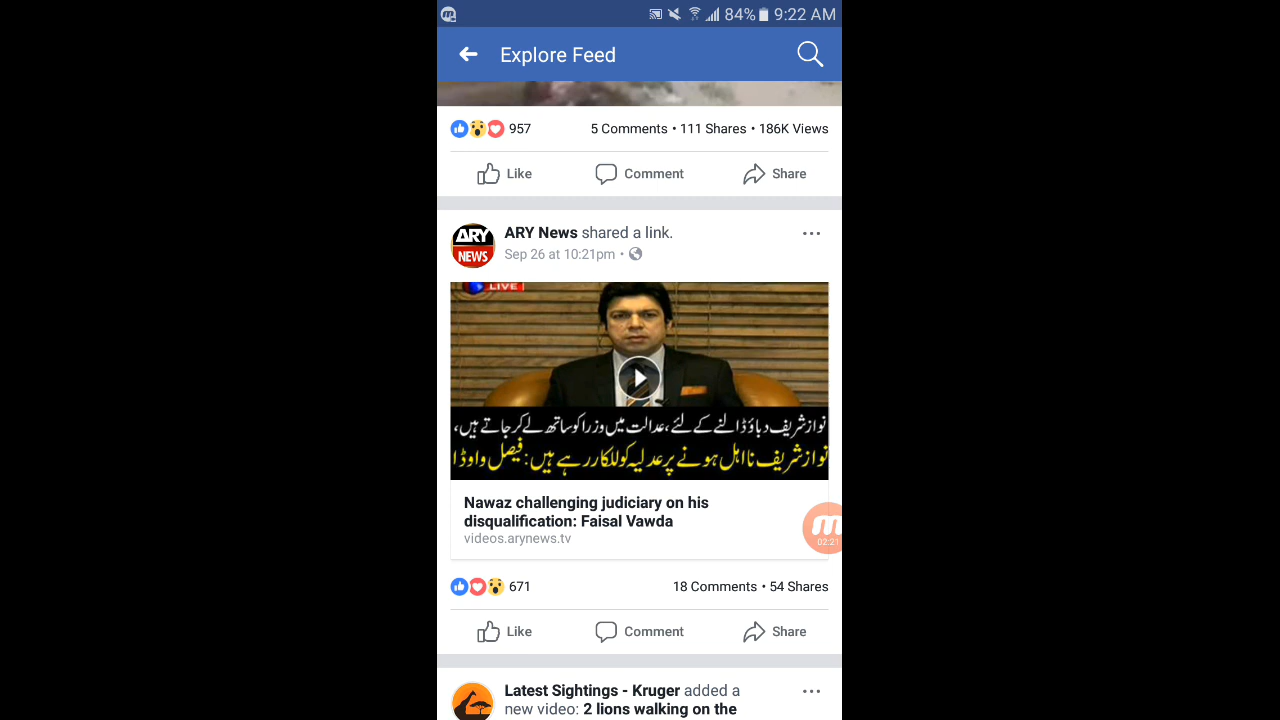 84% 9:22 AM
Explore Feed
957 5 Comments • 111 Shares • 186K Views
Like Comment Share
ARY NEWS
ARY News shared a link.
Sep 26 at 10:21pm •
LIVE
نواز شریف دباؤ ڈالنے کے لئے، عدالت میں وزرا کو ساتھ لے کر جاتے ہیں،
نواز شریف نااہل ہونے پر عدلیہ کو للکار رہے ہیں: فیصل واوڈا
Nawaz challenging judiciary on his
disqualification: Faisal Vawda
videos.arynews.tv
02:21
671 18 Comments • 54 Shares
Like Comment Share
Latest Sightings - Kruger added a
new video: 2 lions walking on the